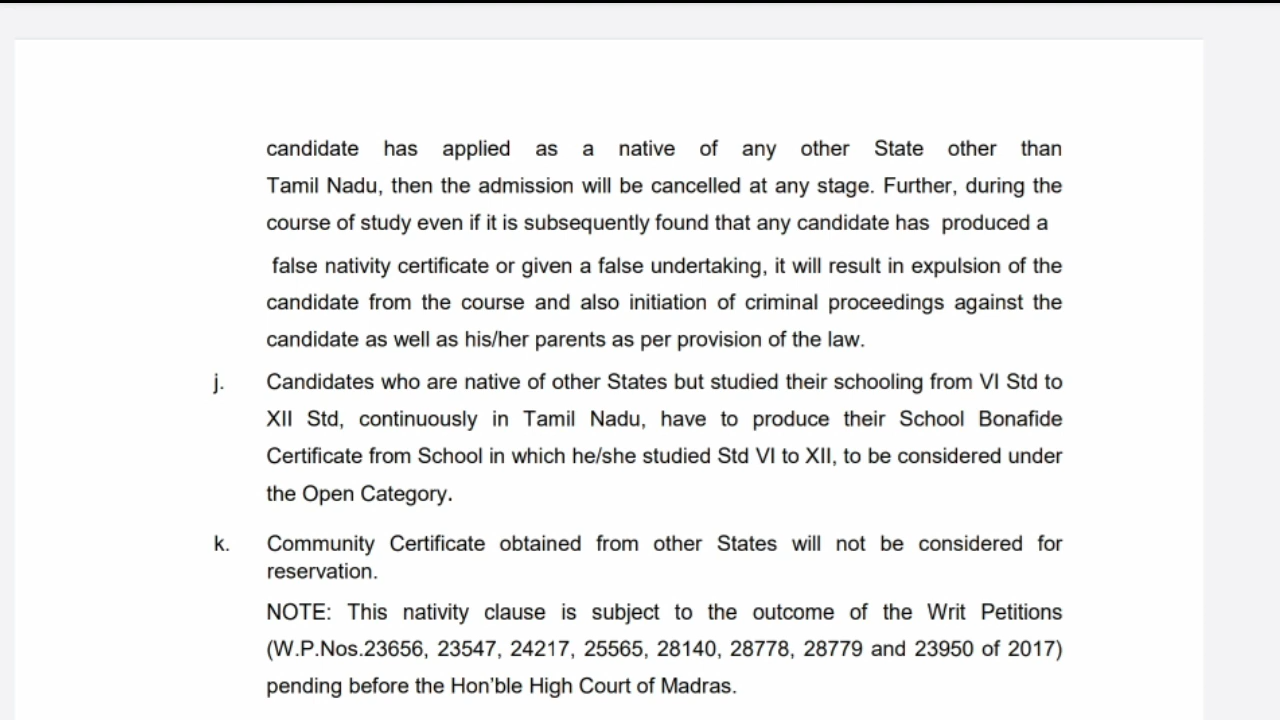 candidate has applied as a native of any other State other than
Tamil Nadu, then the admission will be cancelled at any stage. Further, during the
course of study even if it is subsequently found that any candidate has produced a
false nativity certificate or given a false undertaking, it will result in expulsion of the
candidate from the course and also initiation of criminal proceedings against the
candidate as well as his/her parents as per provision of the law.
j. Candidates who are native of other States but studied their schooling from VI Std to
XII Std, continuously in Tamil Nadu, have to produce their School Bonafide
Certificate from School in which he/she studied Std VI to XII, to be considered under
the Open Category.
k. Community Certificate obtained from other States will not be considered for
reservation.
NOTE: This nativity clause is subject to the outcome of the Writ Petitions
(W.P.Nos.23656, 23547, 24217, 25565, 28140, 28778, 28779 and 23950 of 2017)
pending before the Hon'ble High Court of Madras.